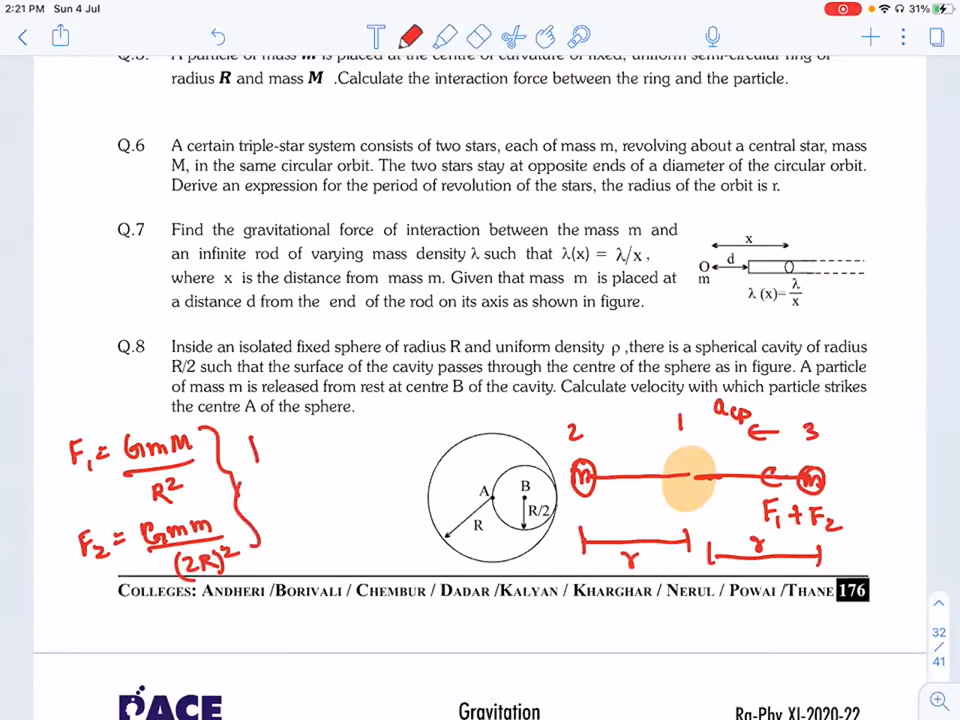 2:21 PM Sun 4 Jul
31%
radius R and mass M .Calculate the interaction force between the ring and the particle.
Q.6 A certain triple-star system consists of two stars, each of mass m, revolving about a central star, mass
M, in the same circular orbit. The two stars stay at opposite ends of a diameter of the circular orbit.
Derive an expression for the period of revolution of the stars, the radius of the orbit is r.
Q.7 Find the gravitational force of interaction between the mass m and
an infinite rod of varying mass density λ such that λ(x) = λ/x,
where x is the distance from mass m. Given that mass m is placed at
a distance d from the end of the rod on its axis as shown in figure.
x
O d
m
λ (x)= λ/x
Q.8 Inside an isolated fixed sphere of radius R and uniform density ρ ,there is a spherical cavity of radius
R/2 such that the surface of the cavity passes through the centre of the sphere as in figure. A particle
of mass m is released from rest at centre B of the cavity. Calculate velocity with which particle strikes
the centre A of the sphere.
F₁ = GmM/R²
F₂ = Gmm/(2R)²
1
A B
R R/2
2 1 acp 3
m m
F₁ + F₂
r r
COLLEGES: ANDHERI /BORIVALI / CHEMBUR / DADAR /KALYAN / KHARGHAR / NERUL / POWAI /THANE 176
32
/
41
PACE Gravitation Ra-Phy XI-2020-22